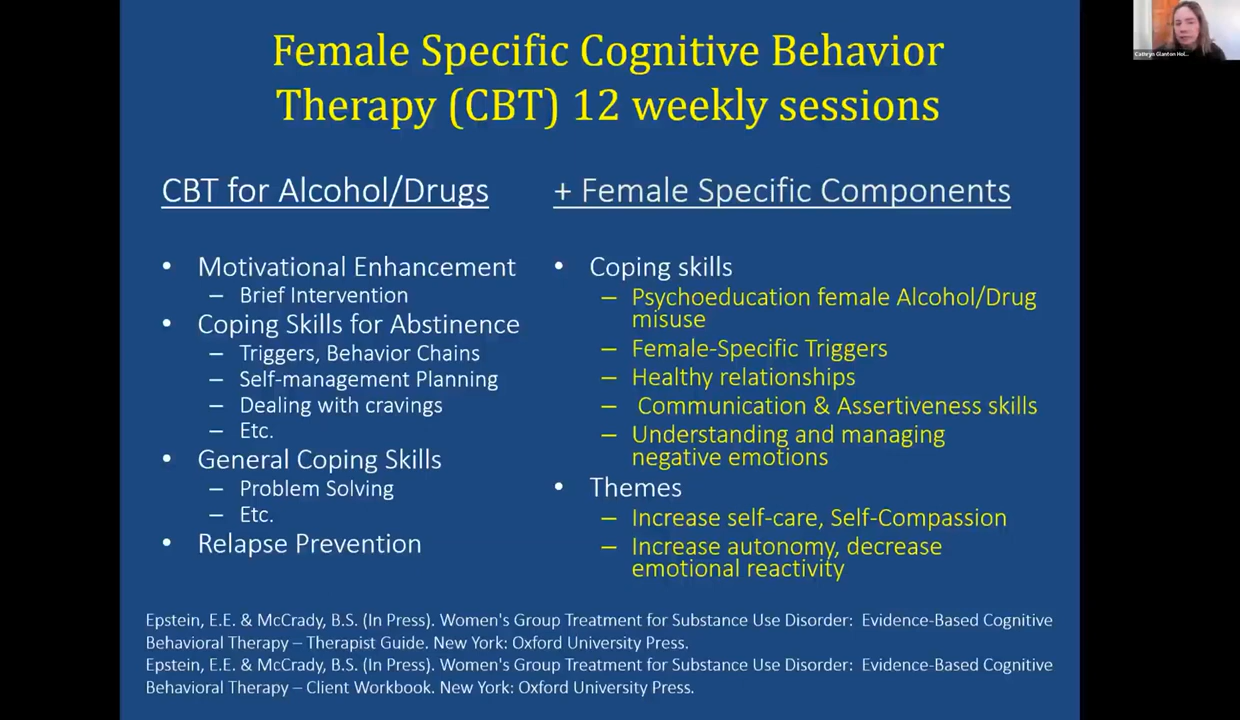 Female Specific Cognitive Behavior
Therapy (CBT) 12 weekly sessions
CBT for Alcohol/Drugs
• Motivational Enhancement
– Brief Intervention
• Coping Skills for Abstinence
– Triggers, Behavior Chains
– Self-management Planning
– Dealing with cravings
– Etc.
• General Coping Skills
– Problem Solving
– Etc.
• Relapse Prevention
+ Female Specific Components
• Coping skills
– Psychoeducation female Alcohol/Drug
misuse
– Female-Specific Triggers
– Healthy relationships
– Communication & Assertiveness skills
– Understanding and managing
negative emotions
• Themes
– Increase self-care, Self-Compassion
– Increase autonomy, decrease
emotional reactivity
Epstein, E.E. & McCrady, B.S. (In Press). Women's Group Treatment for Substance Use Disorder: Evidence-Based Cognitive
Behavioral Therapy – Therapist Guide. New York: Oxford University Press.
Epstein, E.E. & McCrady, B.S. (In Press). Women's Group Treatment for Substance Use Disorder: Evidence-Based Cognitive
Behavioral Therapy – Client Workbook. New York: Oxford University Press.
Cathryn Glanton Hol...